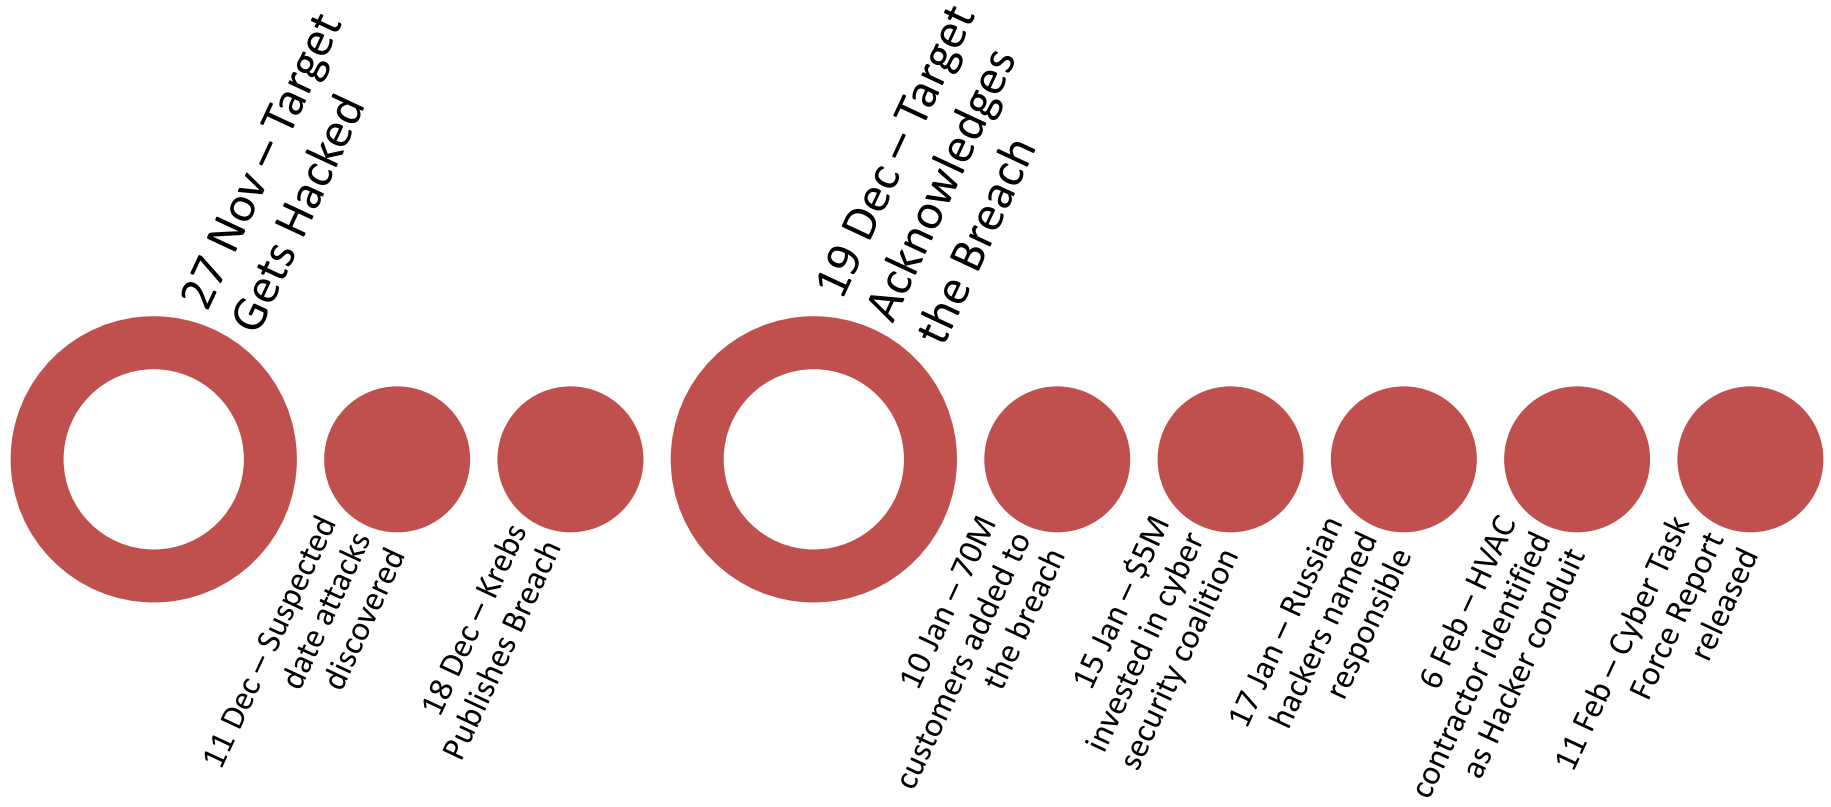 27 Nov – Target
Gets Hacked
11 Dec – Suspected
date attacks
discovered
18 Dec – Krebs
Publishes Breach
19 Dec – Target
Acknowledges
the Breach
10 Jan – 70M
customers added to
the breach
15 Jan – $5M
invested in cyber
security coalition
17 Jan – Russian
hackers named
responsible
6 Feb – HVAC
contractor identified
as Hacker conduit
11 Feb – Cyber Task
Force Report
released